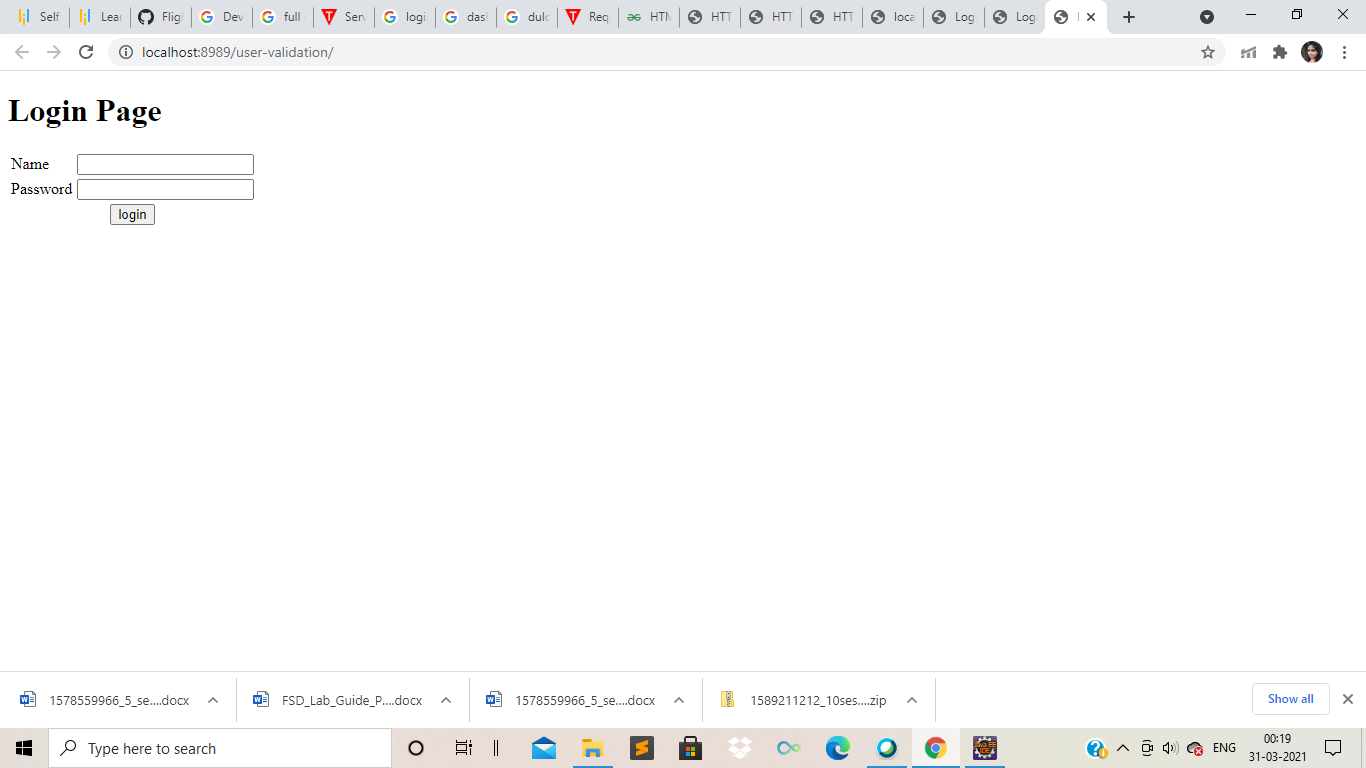 Self
Lear
Fligl
Dev
full
Serv
logi
dasl
dulc
Req
HTM
HTT
HTT
HTT
loca
Log
Log
localhost:8989/user-validation/
Login Page
Name
Password
login
1578559966_5_se....docx
FSD_Lab_Guide_P....docx
1578559966_5_se....docx
1589211212_10ses....zip
Show all
Type here to search
ENG
00:19
31-03-2021